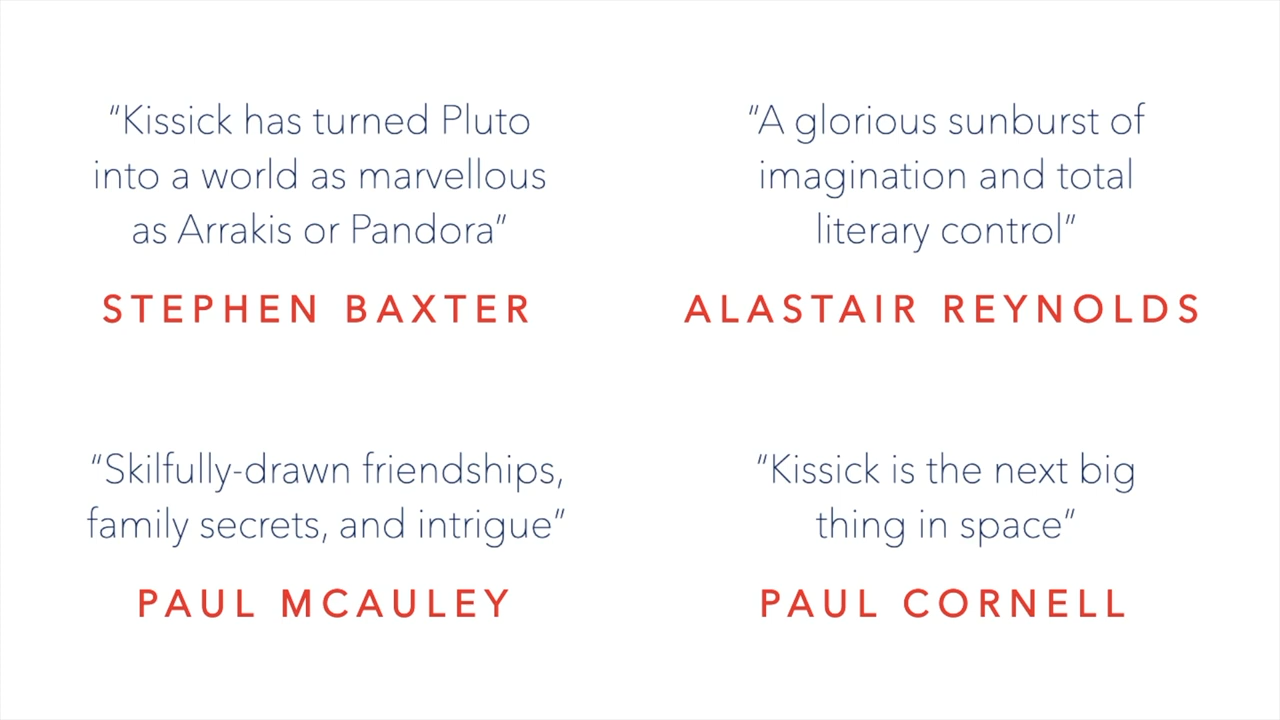 “Kissick has turned Pluto
into a world as marvellous
as Arrakis or Pandora”
STEPHEN BAXTER
“A glorious sunburst of
imagination and total
literary control”
ALASTAIR REYNOLDS
“Skilfully-drawn friendships,
family secrets, and intrigue”
PAUL MCAULEY
“Kissick is the next big
thing in space”
PAUL CORNELL